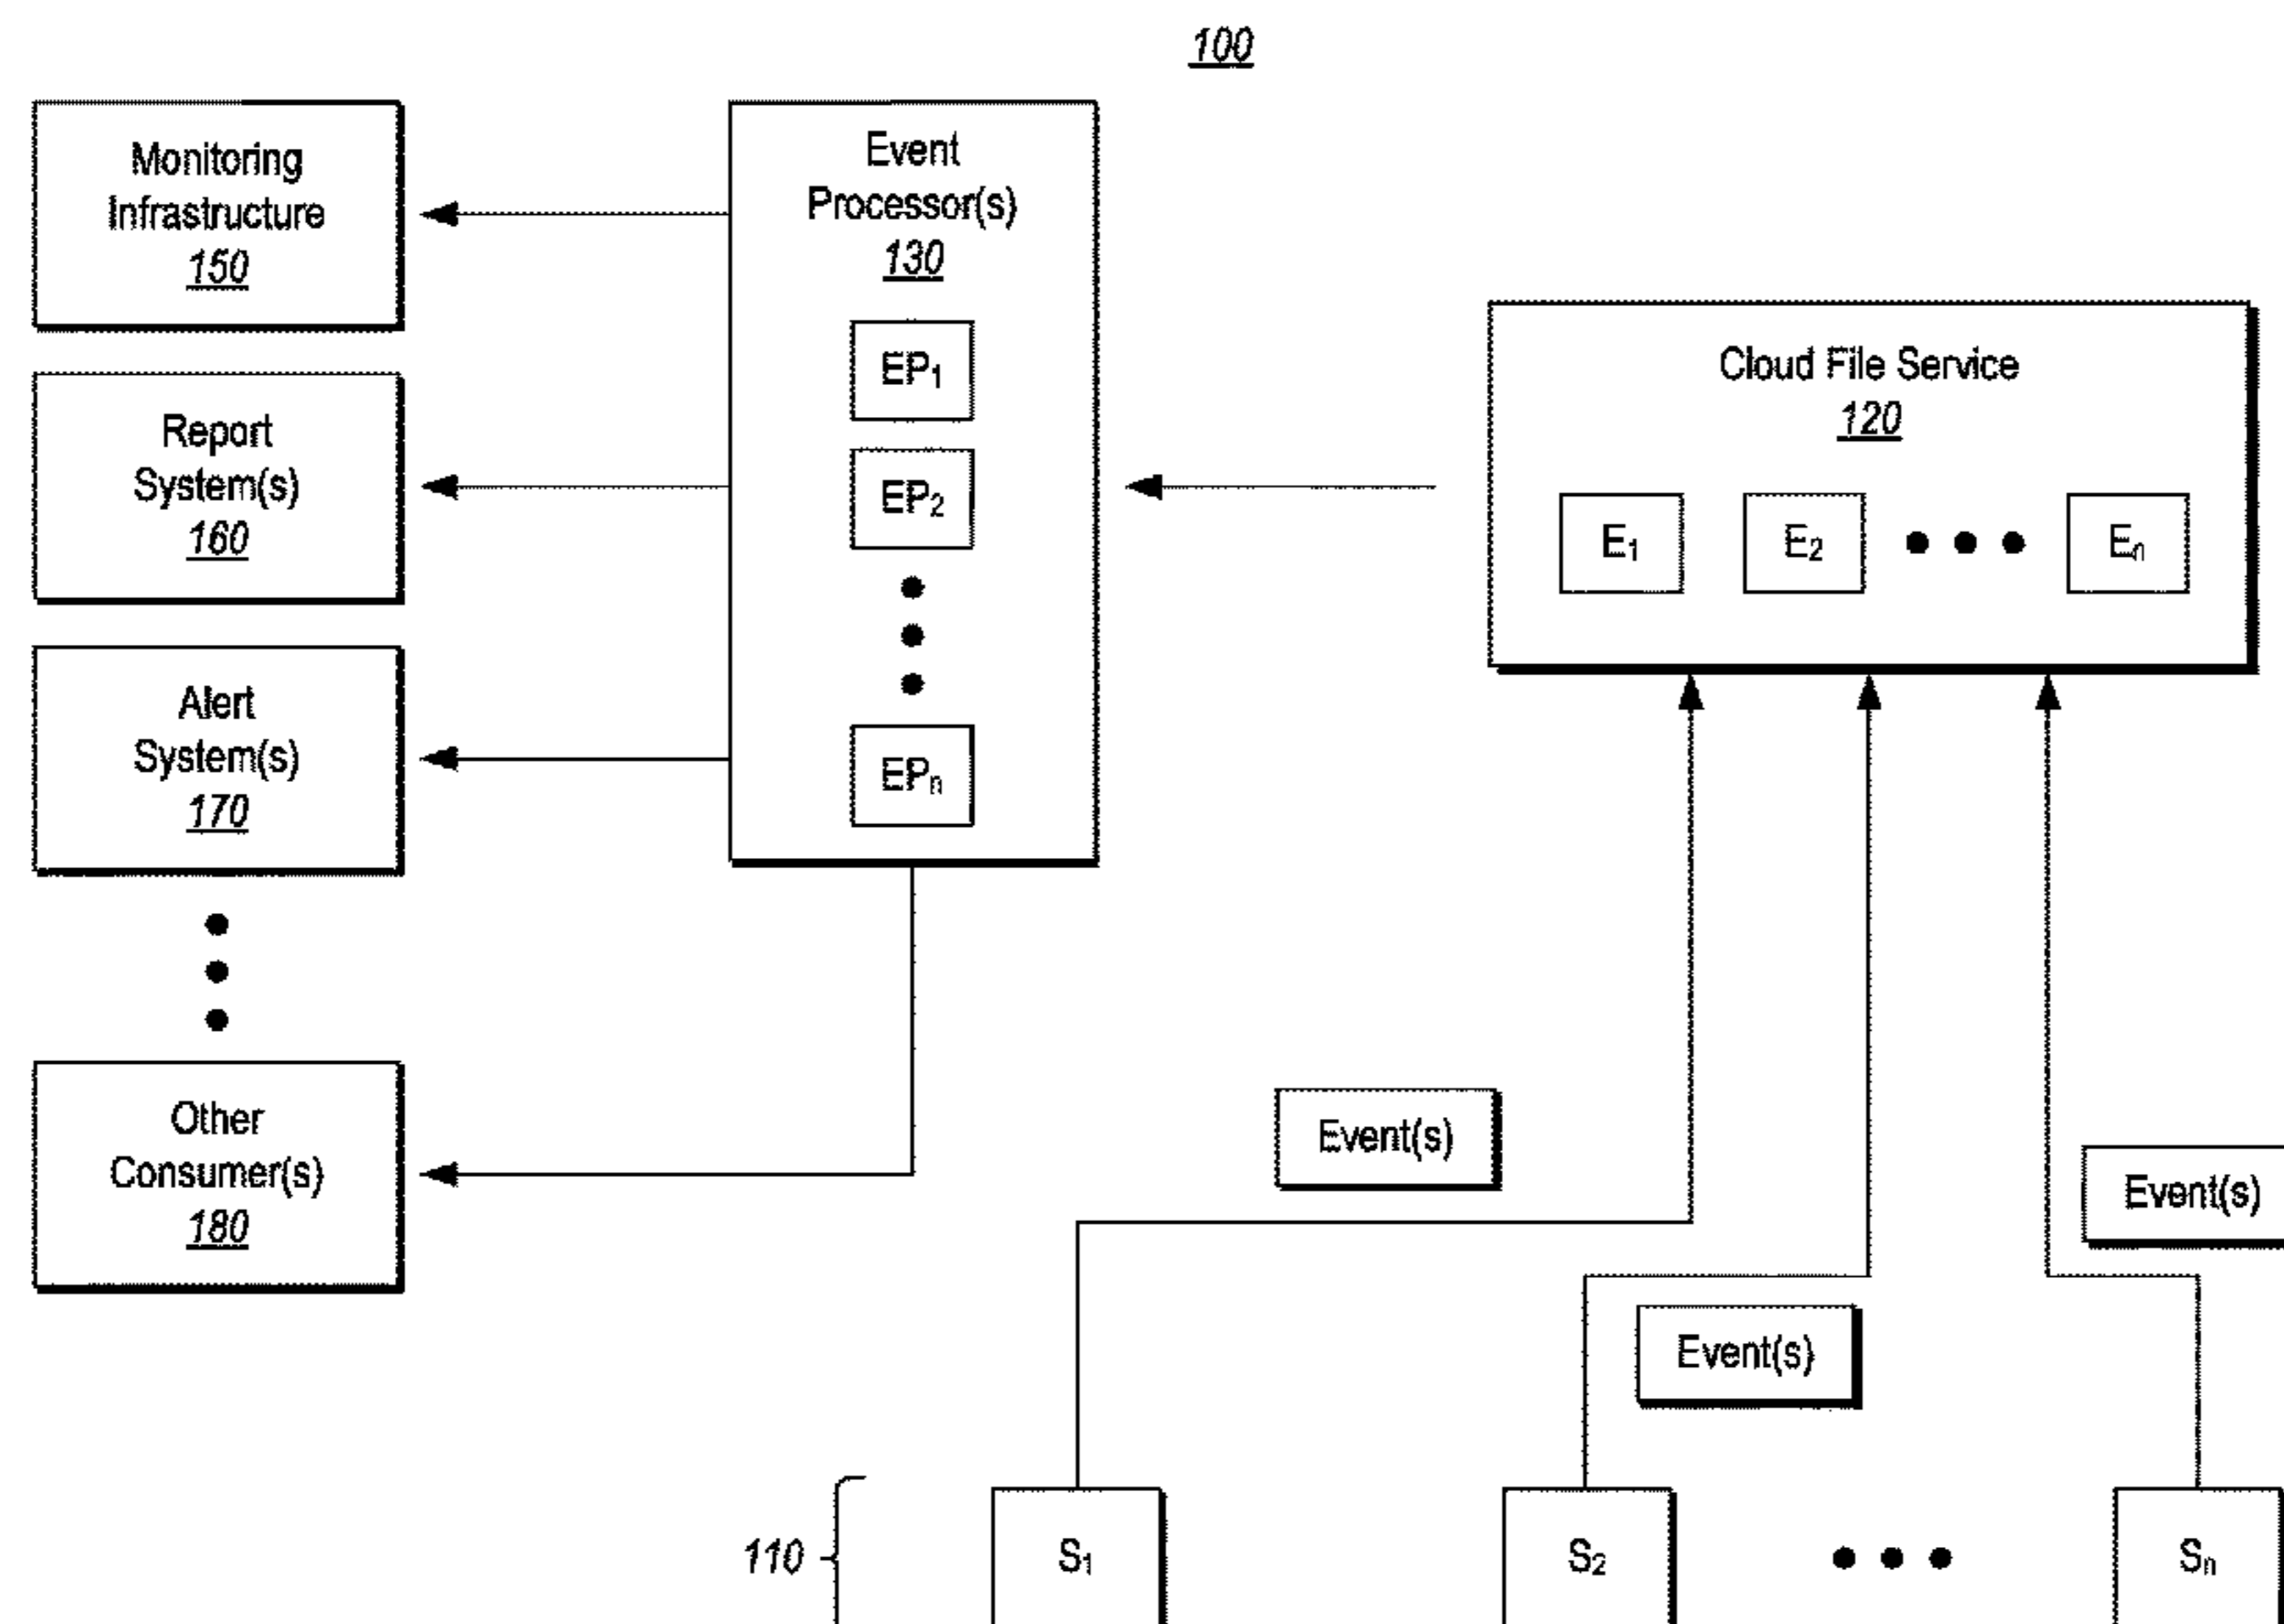 100
Monitoring
Infrastructure
150
Report
System(s)
160
Alert
System(s)
170
Other
Consumer(s)
180
Event
Processor(s)
130
EP₁
EP₂
EPₙ
Cloud File Service
120
E₁ E₂ Eₙ
Event(s)
Event(s)
Event(s)
110
S₁ S₂ Sₙ